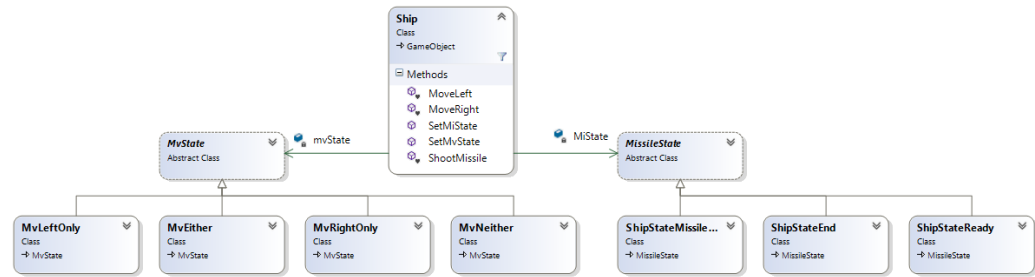 Ship
Class
→ GameObject
Methods
MoveLeft
MoveRight
SetMiState
SetMvState
ShootMissile
mvState
MiState
MvState
Abstract Class
MissileState
Abstract Class
MvLeftOnly
Class
→ MvState
MvEither
Class
→ MvState
MvRightOnly
Class
→ MvState
MvNeither
Class
→ MvState
ShipStateMissile...
Class
→ MissileState
ShipStateEnd
Class
→ MissileState
ShipStateReady
Class
→ MissileState